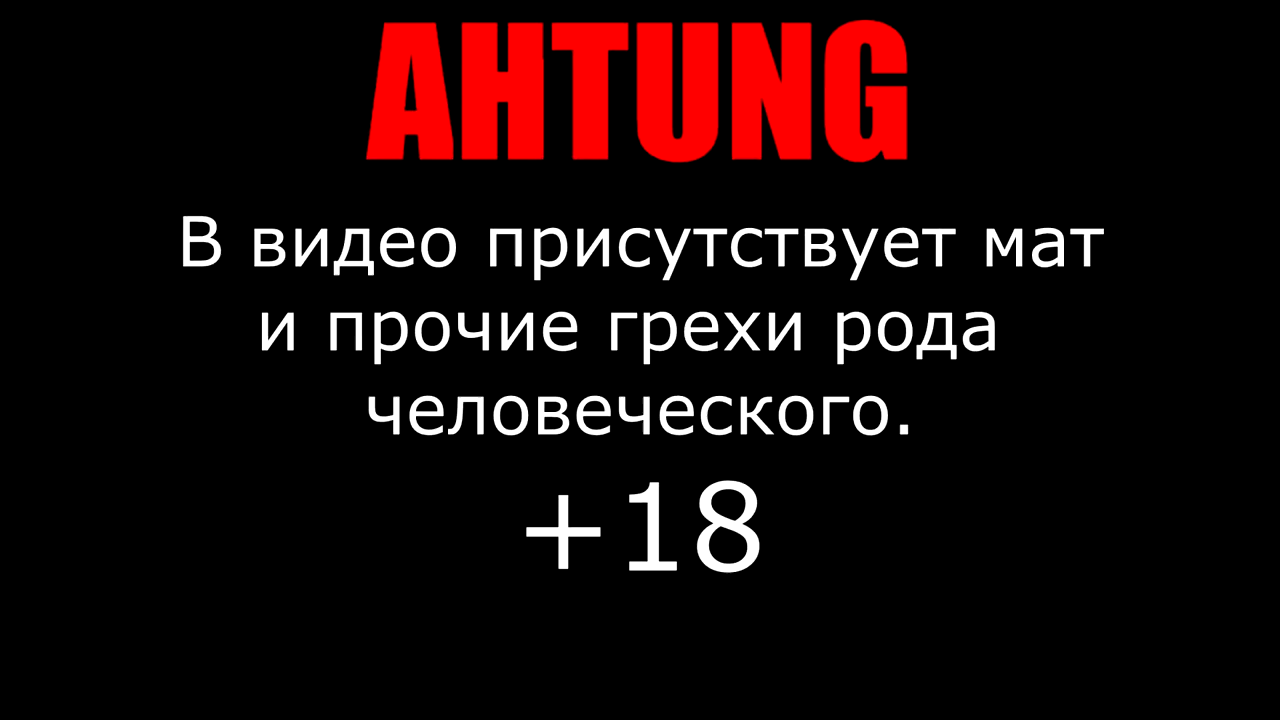 AHTUNG
В видео присутствует мат
и прочие грехи рода
человеческого.
+18